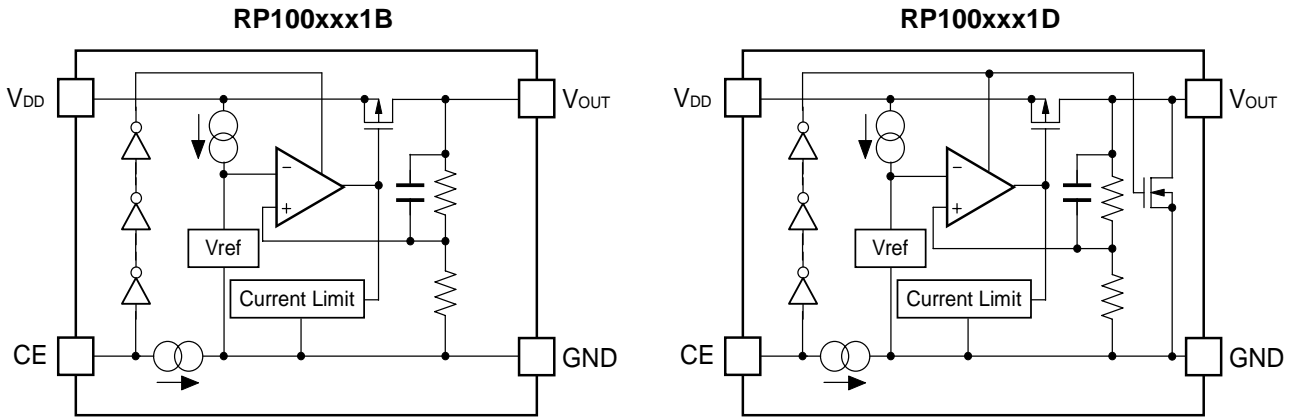 RP100xxx1B
VDD
VOUT
−
+
Vref
Current Limit
CE
GND
RP100xxx1D
VDD
VOUT
−
+
Vref
Current Limit
CE
GND